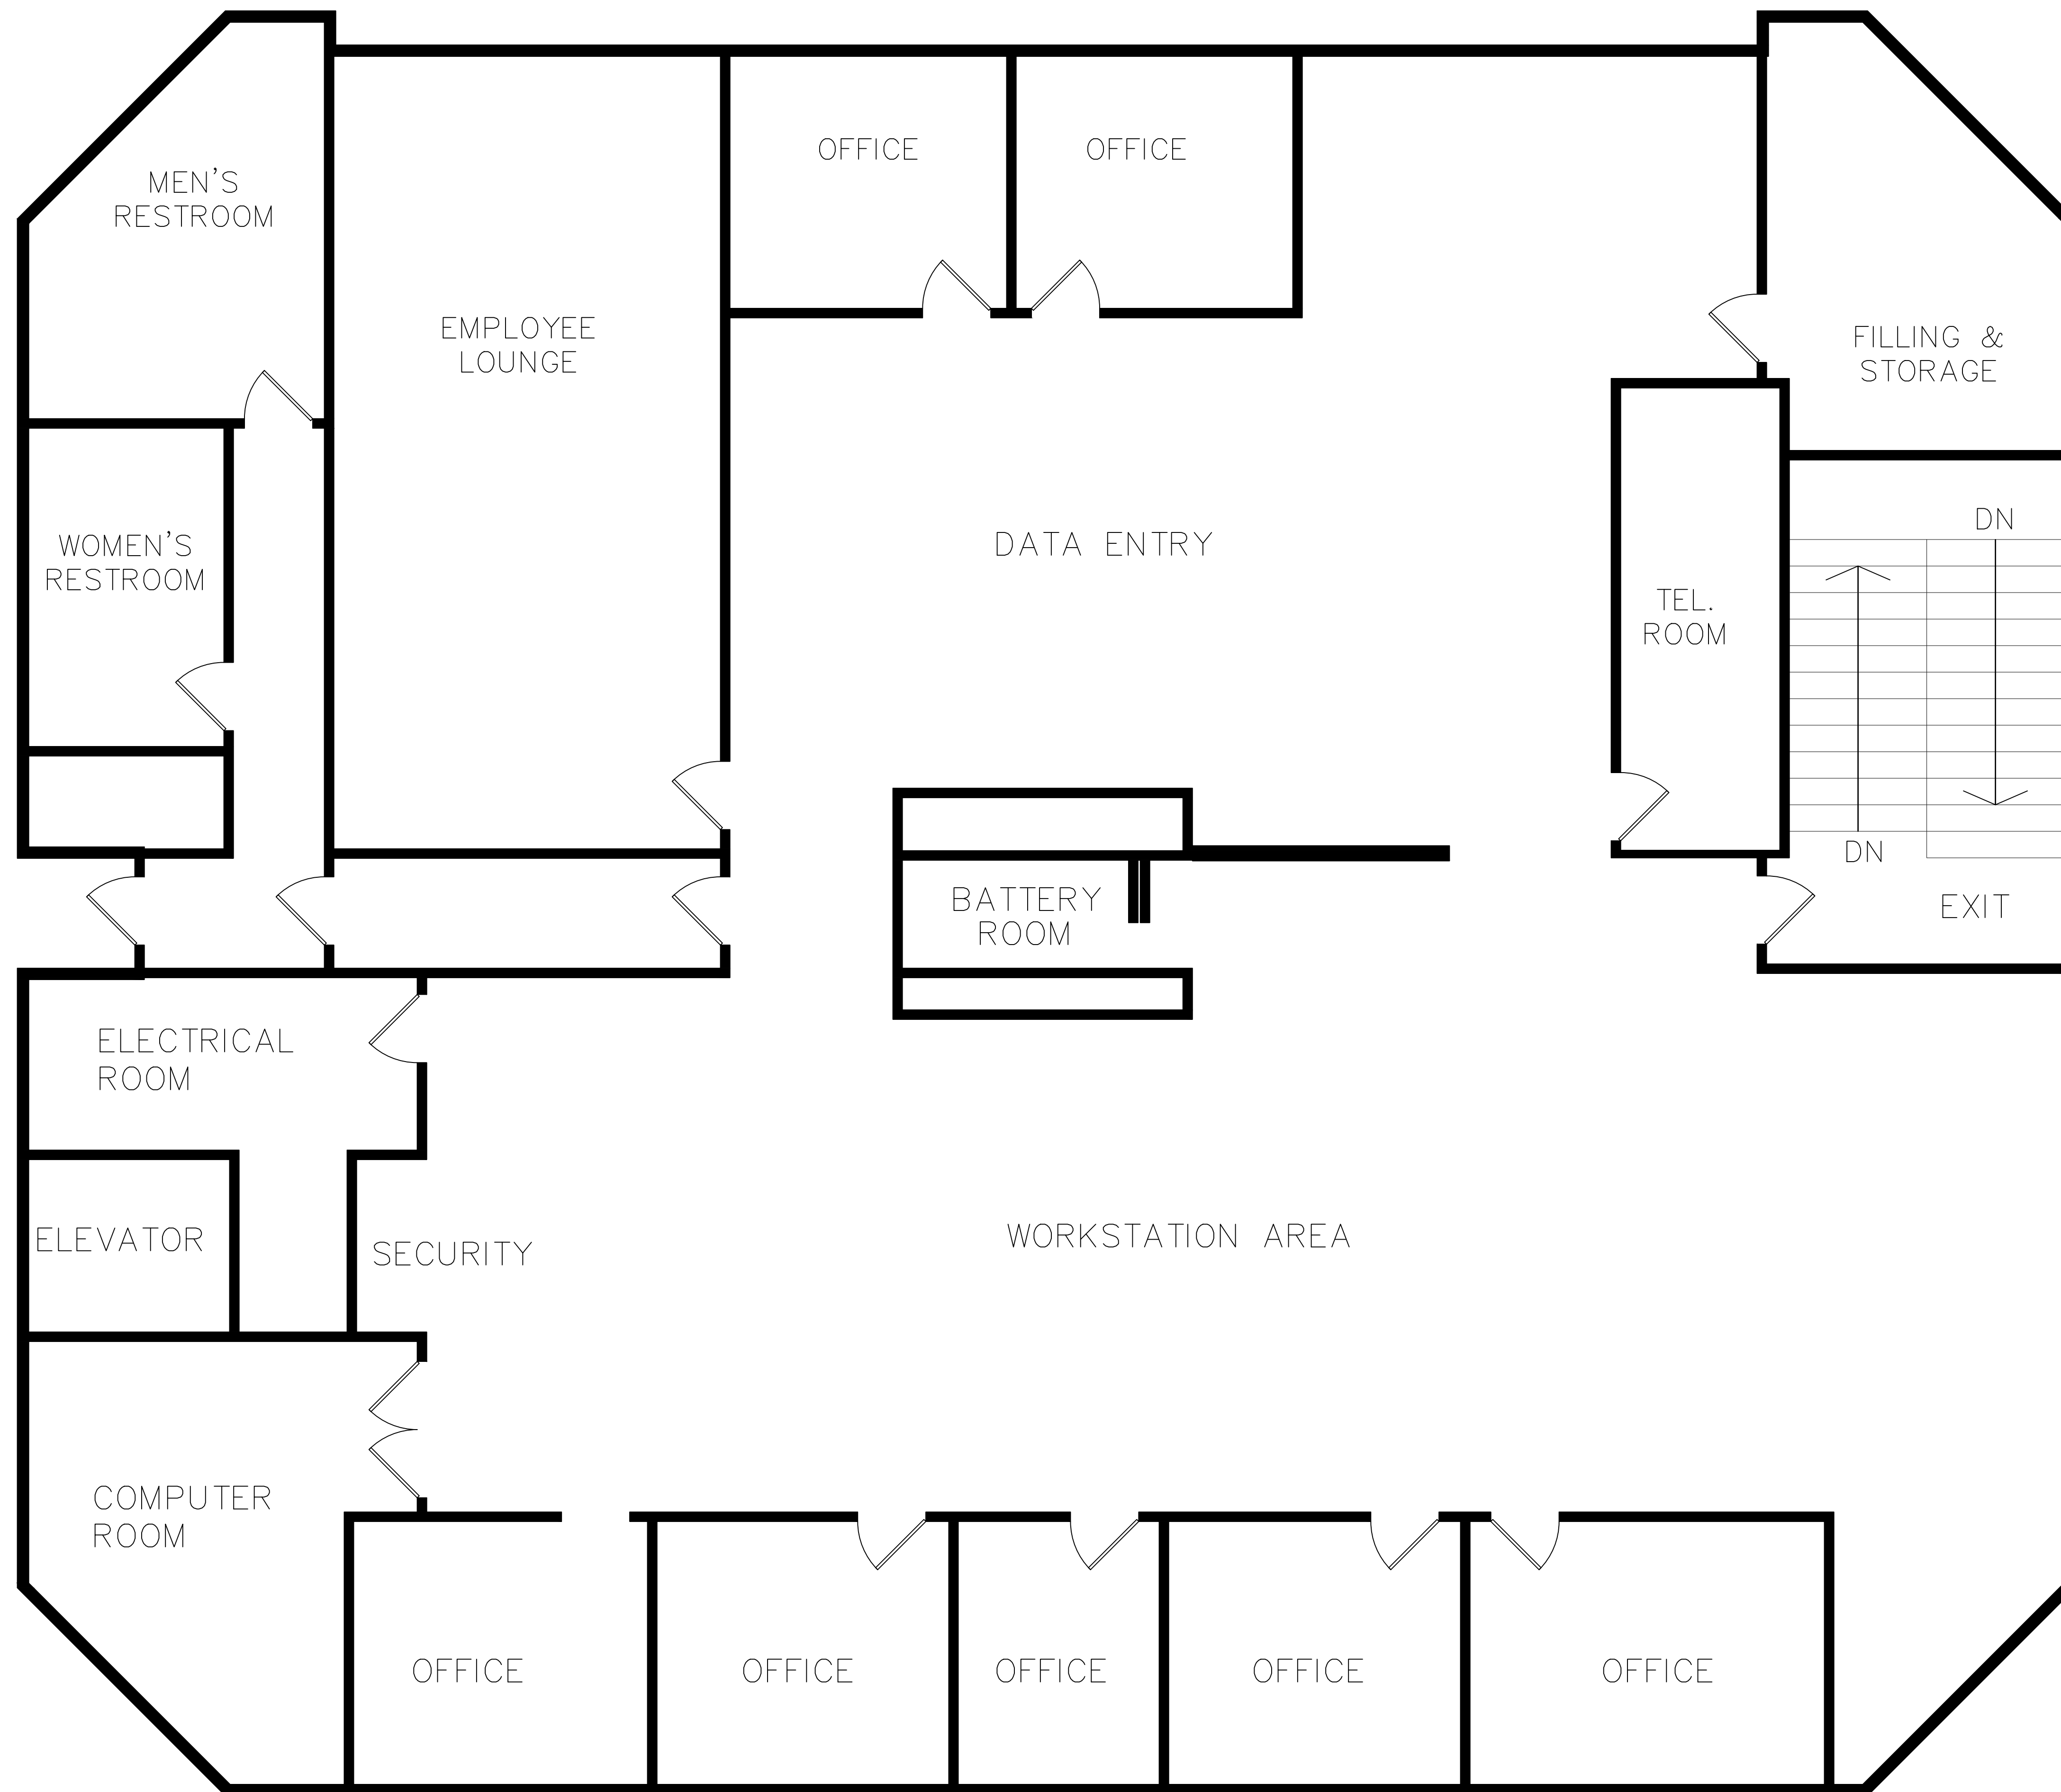 OFFICE
OFFICE
MEN'S
RESTROOM
EMPLOYEE
LOUNGE
FILLING &
STORAGE
WOMEN'S
RESTROOM
DATA ENTRY
DN
TEL.
ROOM
DN
BATTERY
ROOM
EXIT
ELECTRICAL
ROOM
ELEVATOR
SECURITY
WORKSTATION AREA
COMPUTER
ROOM
OFFICE
OFFICE
OFFICE
OFFICE
OFFICE